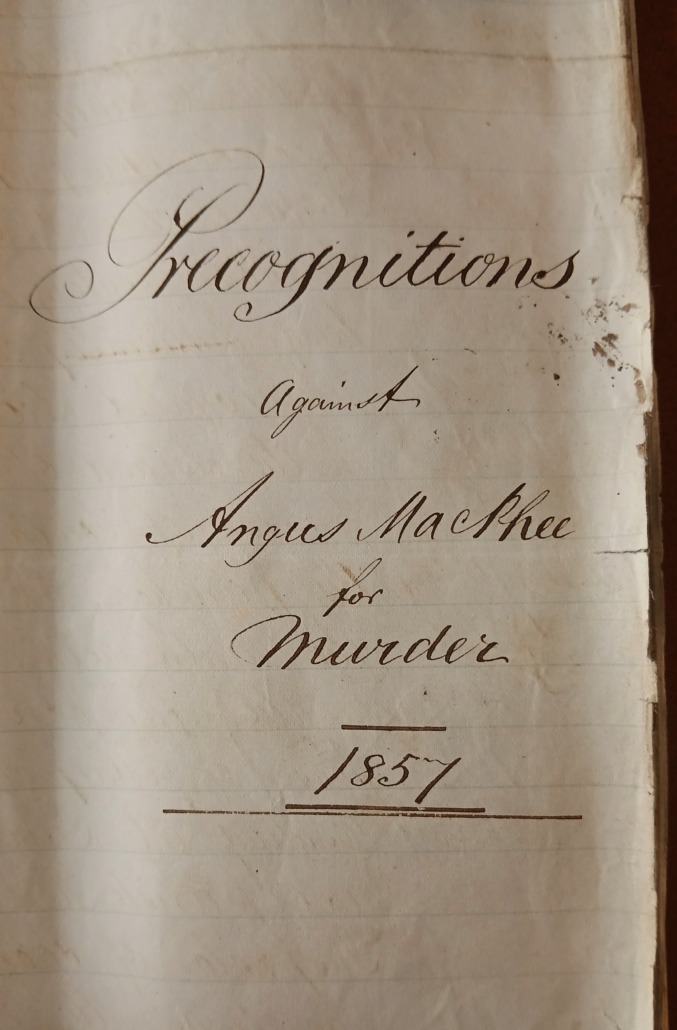 Precognitions
Against
Angus MacPhee
for
Murder
1857